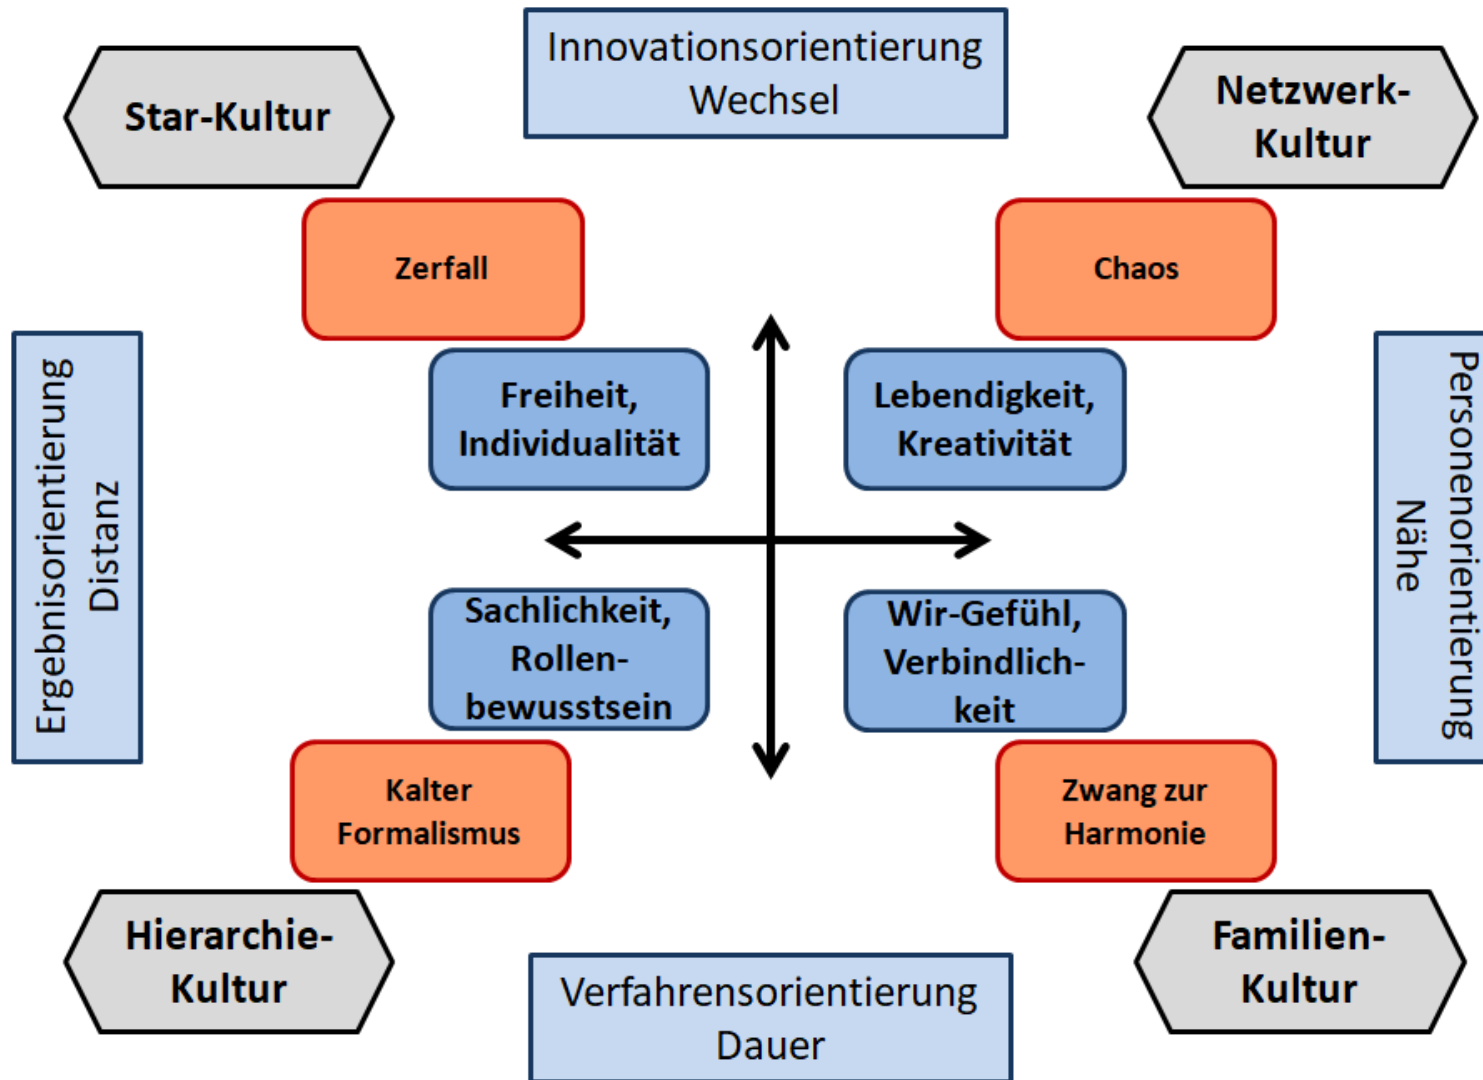 Innovationsorientierung
Wechsel
Star-Kultur
Netzwerk-
Kultur
Zerfall
Chaos
Ergebnisorientierung
Distanz
Freiheit,
Individualität
Lebendigkeit,
Kreativität
Personenorientierung
Nähe
Sachlichkeit,
Rollen-
bewusstsein
Wir-Gefühl,
Verbindlich-
keit
Kalter
Formalismus
Zwang zur
Harmonie
Hierarchie-
Kultur
Familien-
Kultur
Verfahrensorientierung
Dauer